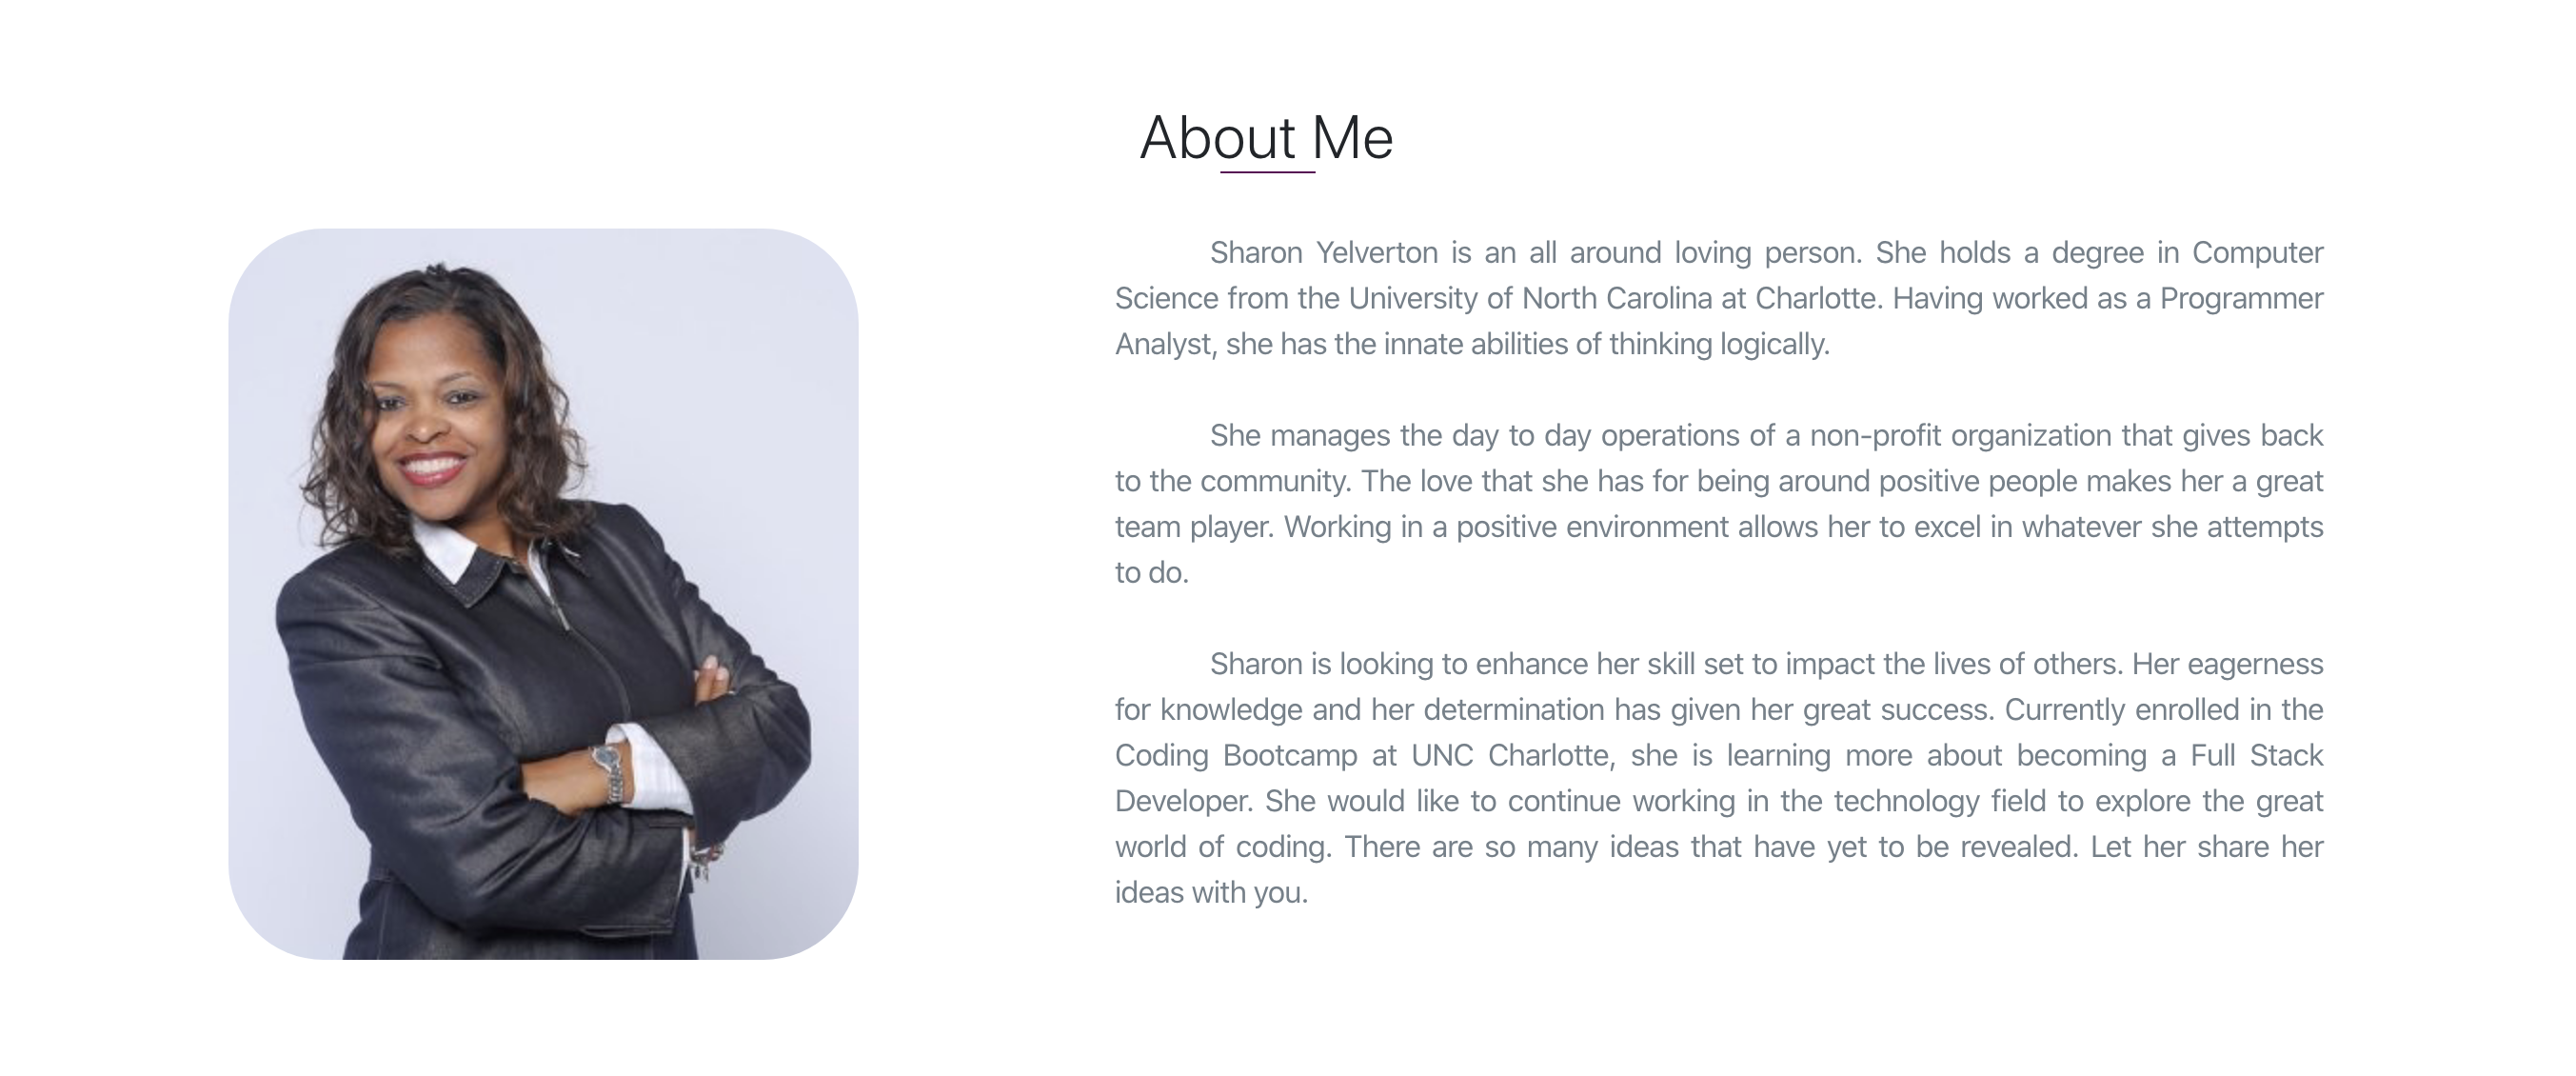 About Me
Sharon Yelverton is an all around loving person. She holds a degree in Computer
Science from the University of North Carolina at Charlotte. Having worked as a Programmer
Analyst, she has the innate abilities of thinking logically.
She manages the day to day operations of a non-profit organization that gives back
to the community. The love that she has for being around positive people makes her a great
team player. Working in a positive environment allows her to excel in whatever she attempts
to do.
Sharon is looking to enhance her skill set to impact the lives of others. Her eagerness
for knowledge and her determination has given her great success. Currently enrolled in the
Coding Bootcamp at UNC Charlotte, she is learning more about becoming a Full Stack
Developer. She would like to continue working in the technology field to explore the great
world of coding. There are so many ideas that have yet to be revealed. Let her share her
ideas with you.